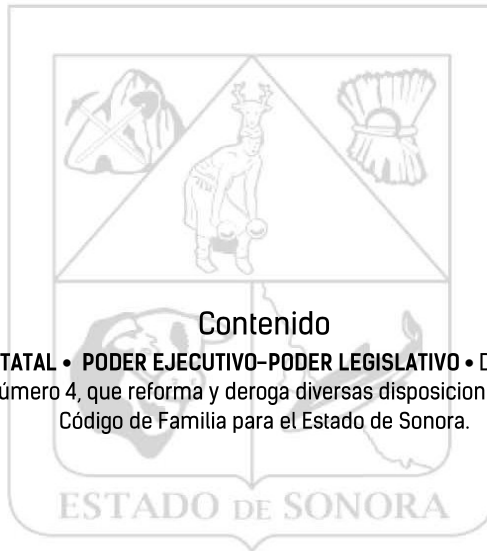 Contenido
TATAL • PODER EJECUTIVO-PODER LEGISLATIVO •
úmero 4, que reforma y deroga diversas disposicion
Código de Familia para el Estado de Sonora.
ESTADO DE SONORA